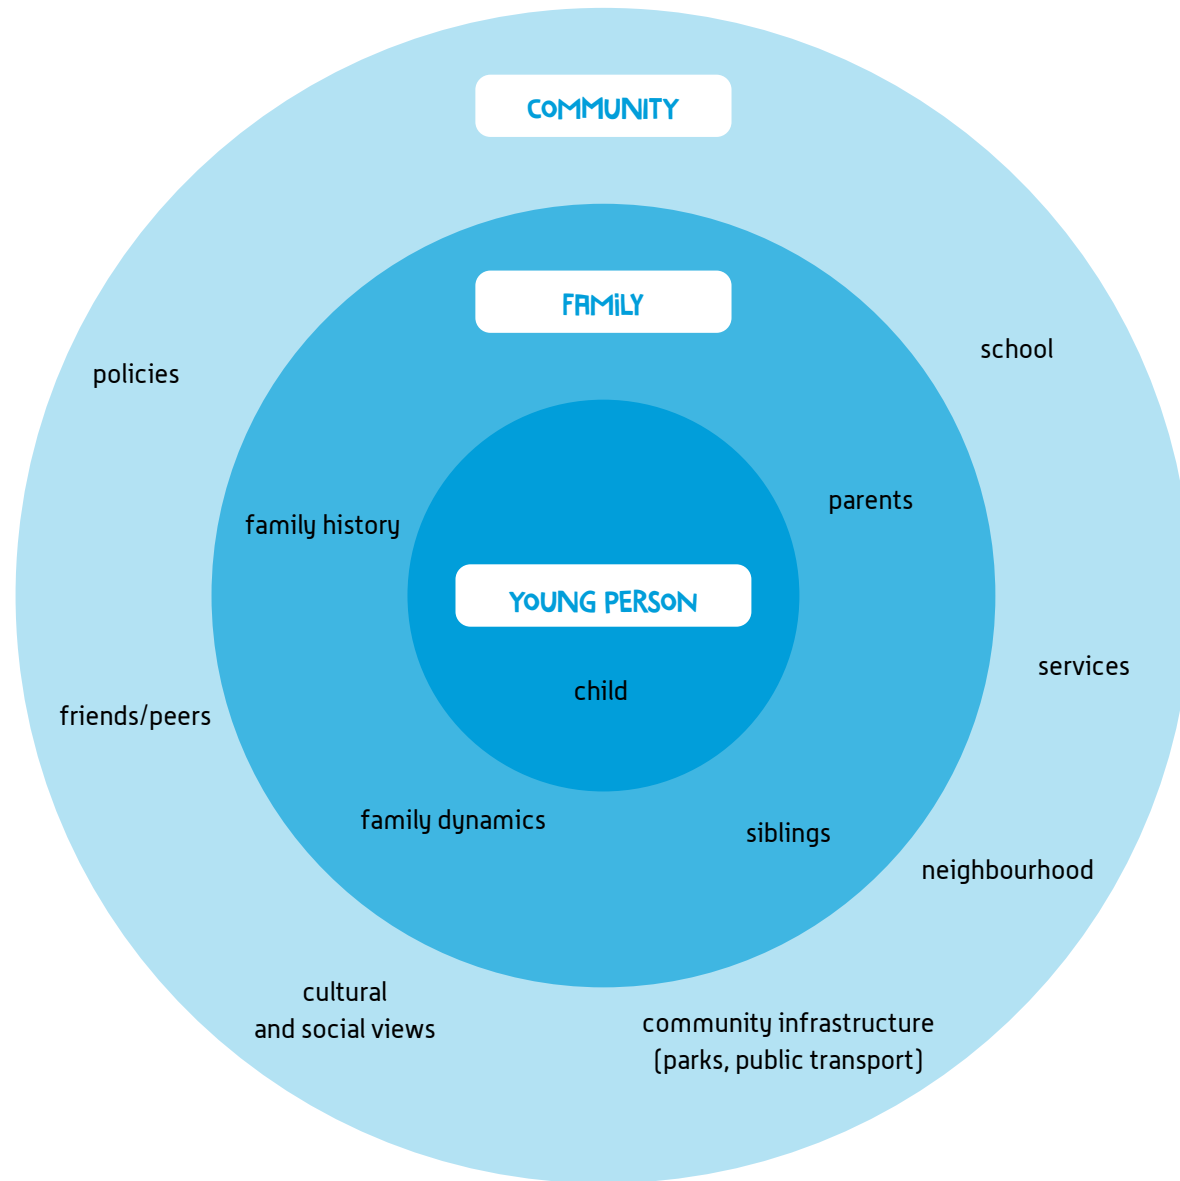 COMMUNITY
FAMiLY
school
policies
parents
family history
YOUNG PERSON
services
child
friends/peers
family dynamics
siblings
neighbourhood
cultural
and social views
community infrastructure
(parks, public transport)